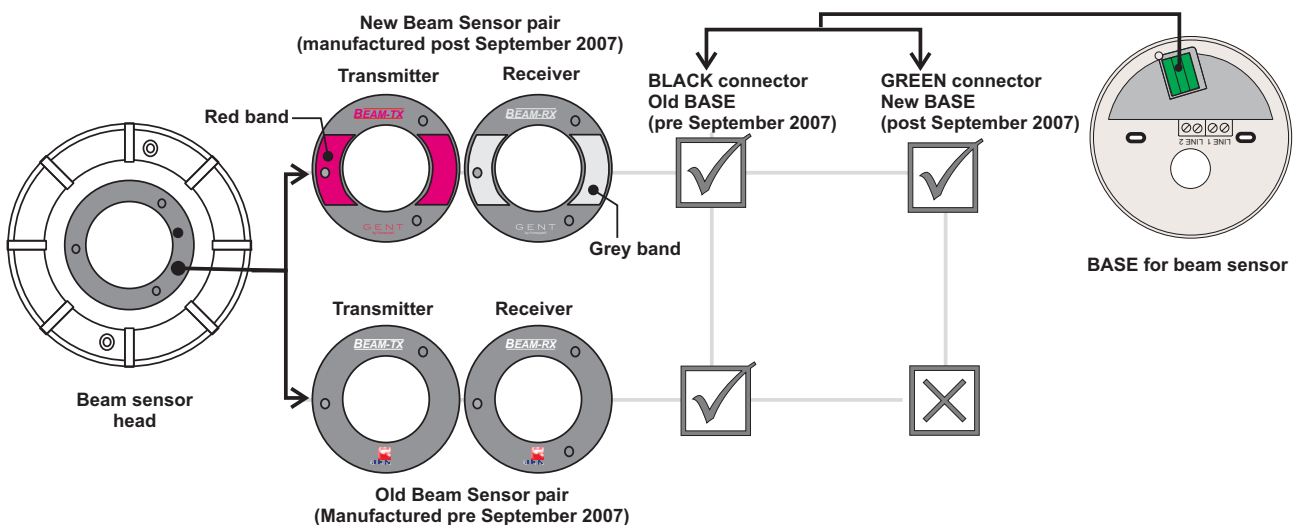 New Beam Sensor pair
(manufactured post September 2007)
Transmitter
Receiver
BLACK connector
Old BASE
(pre September 2007)
GREEN connector
New BASE
(post September 2007)
Red band
BEAM-TX
BEAM-RX
GENT
GENT
Grey band
LINE 1 LINE 2
BASE for beam sensor
Transmitter
Receiver
BEAM-TX
BEAM-RX
Beam sensor
head
Old Beam Sensor pair
(Manufactured pre September 2007)